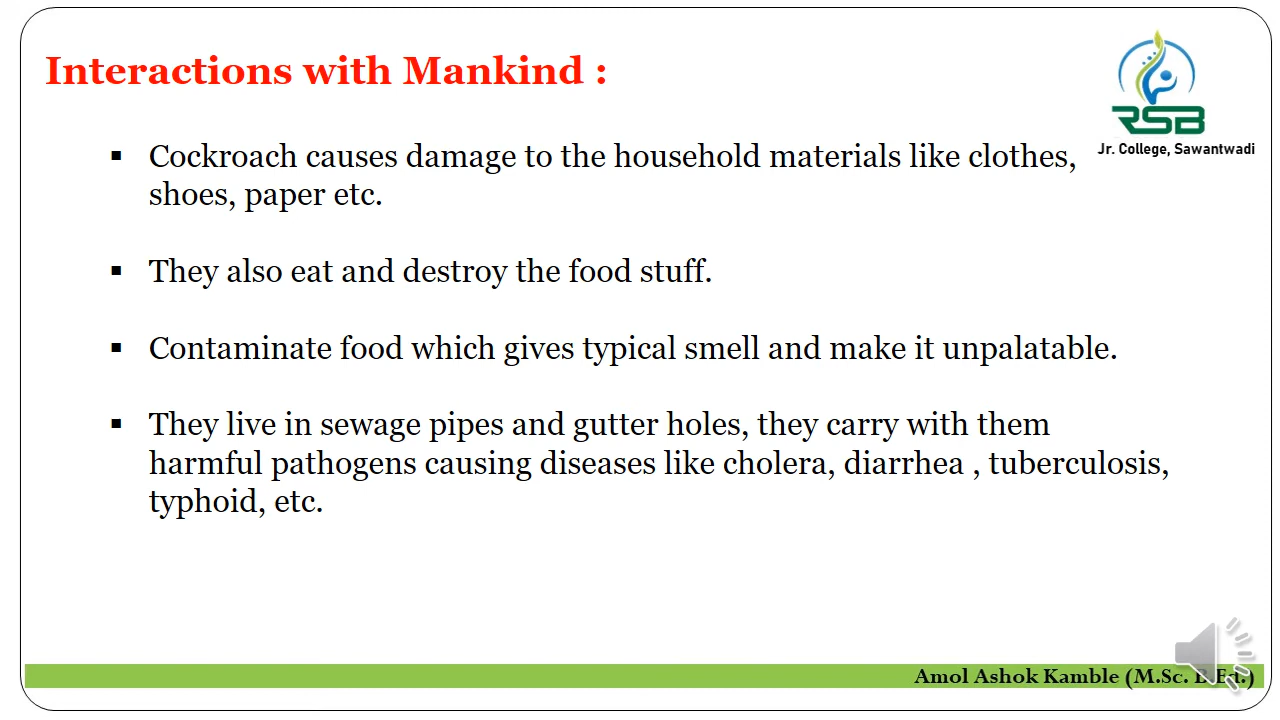 Interactions with Mankind :
RSB
Jr. College, Sawantwadi
▪ Cockroach causes damage to the household materials like clothes,
shoes, paper etc.
▪ They also eat and destroy the food stuff.
▪ Contaminate food which gives typical smell and make it unpalatable.
▪ They live in sewage pipes and gutter holes, they carry with them
harmful pathogens causing diseases like cholera, diarrhea , tuberculosis,
typhoid, etc.
Amol Ashok Kamble (M.Sc. B.Ed.)